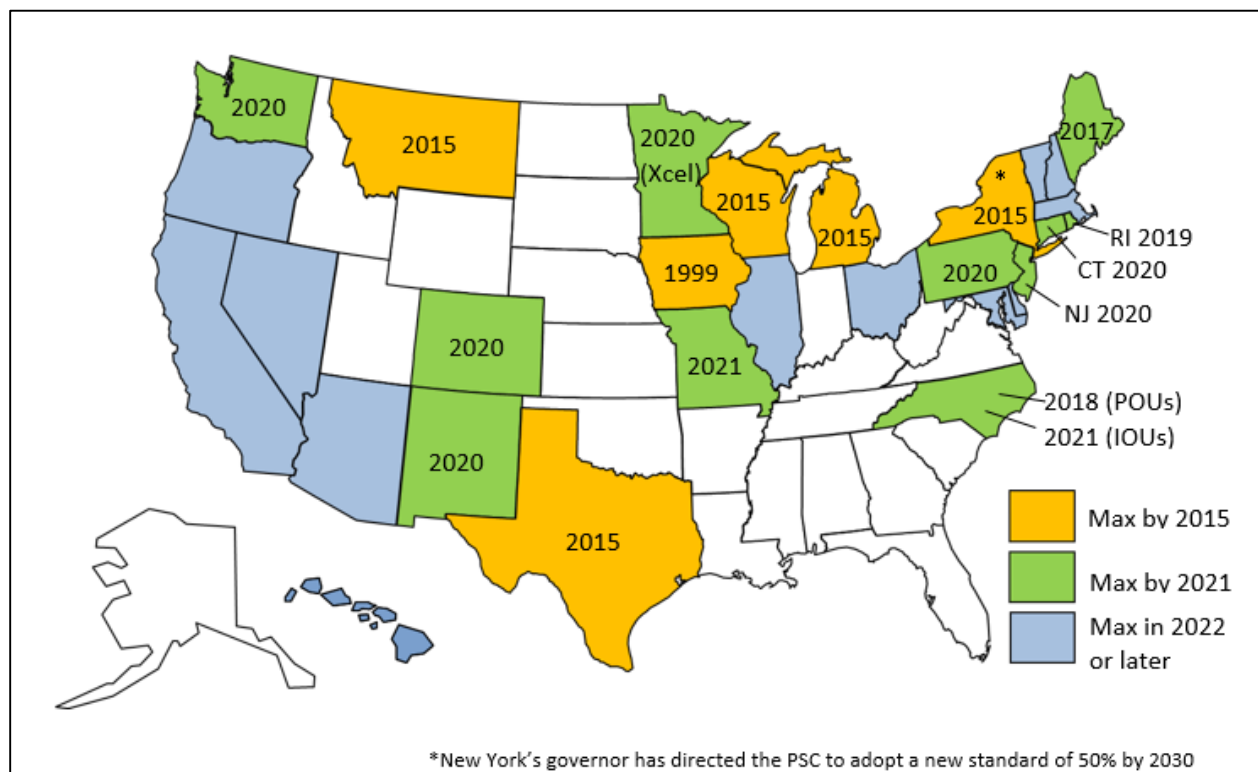 2020
2015
2020
(Xcel)
2017
*
2015
2015
2015
RI 2019
1999
CT 2020
2020
NJ 2020
2020
2021
2018 (POUs)
2021 (IOUs)
2020
2015
Max by 2015
Max by 2021
Max in 2022
or later
*New York's governor has directed the PSC to adopt a new standard of 50% by 2030